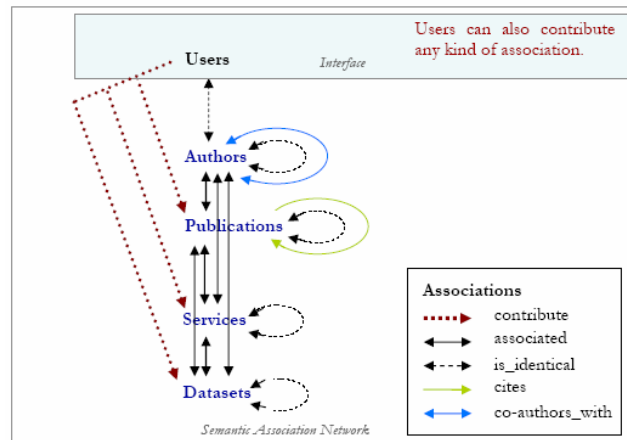 Users can also contribute
any kind of association.
Users
Interface
Authors
Publications
Services
Datasets
Semantic Association Network
Associations
contribute
associated
is_identical
cites
co-authors_with